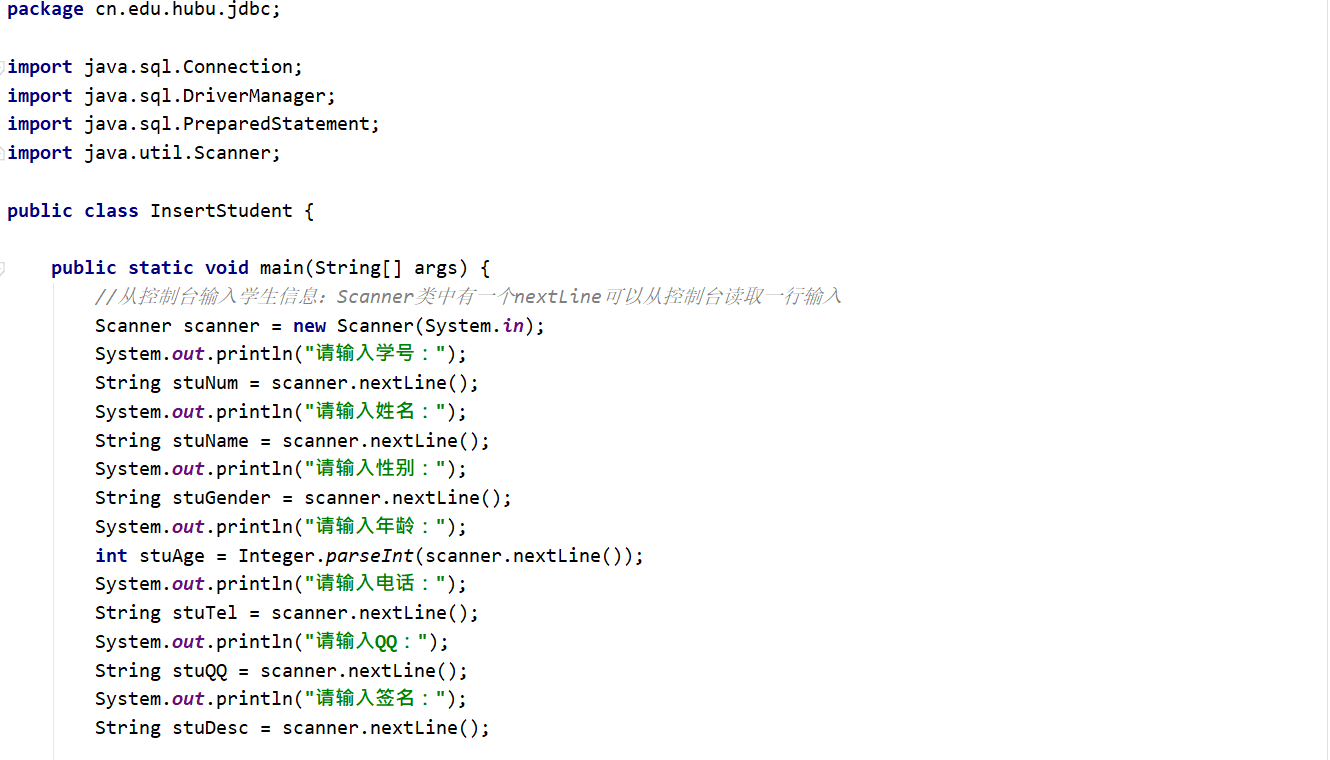 package cn.edu.hubu.jdbc;
import java.sql.Connection;
import java.sql.DriverManager;
import java.sql.PreparedStatement;
import java.util.Scanner;
public class InsertStudent {
public static void main(String[] args) {
//从控制台输入学生信息：Scanner类中有一个nextLine可以从控制台读取一行输入
Scanner scanner = new Scanner(System.in);
System.out.println("请输入学号：");
String stuNum = scanner.nextLine();
System.out.println("请输入姓名：");
String stuName = scanner.nextLine();
System.out.println("请输入性别：");
String stuGender = scanner.nextLine();
System.out.println("请输入年龄：");
int stuAge = Integer.parseInt(scanner.nextLine());
System.out.println("请输入电话：");
String stuTel = scanner.nextLine();
System.out.println("请输入QQ：");
String stuQQ = scanner.nextLine();
System.out.println("请输入签名：");
String stuDesc = scanner.nextLine();